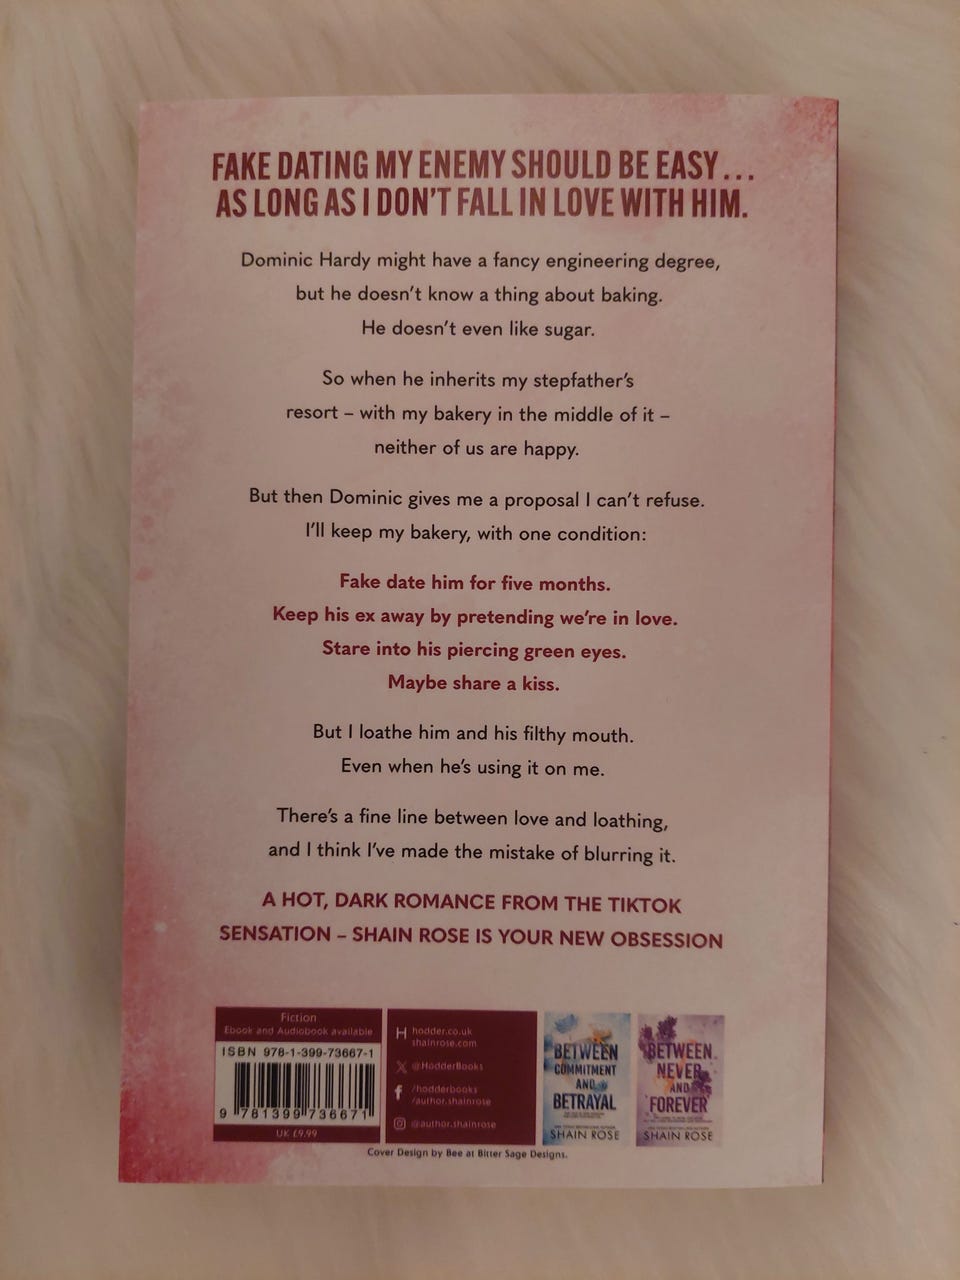 FAKE DATING MY ENEMY SHOULD BE EASY...
AS LONG AS I DON'T FALL IN LOVE WITH HIM.
Dominic Hardy might have a fancy engineering degree,
but he doesn't know a thing about baking.
He doesn't even like sugar.
So when he inherits my stepfather's
resort – with my bakery in the middle of it –
neither of us are happy.
But then Dominic gives me a proposal I can't refuse.
I'll keep my bakery, with one condition:
Fake date him for five months.
Keep his ex away by pretending we're in love.
Stare into his piercing green eyes.
Maybe share a kiss.
But I loathe him and his filthy mouth.
Even when he's using it on me.
There's a fine line between love and loathing,
and I think I've made the mistake of blurring it.
A HOT, DARK ROMANCE FROM THE TIKTOK
SENSATION – SHAIN ROSE IS YOUR NEW OBSESSION
Fiction
Ebook and Audiobook available
ISBN 978-1-399-73667-1
9 781399 736671
UK £9.99
H hodder.co.uk
shainrose.com
@HodderBooks
/hodderbooks
/author.shainrose
@author.shainrose
BETWEEN
COMMITMENT
AND
BETRAYAL
SHAIN ROSE
BETWEEN
NEVER
AND
FOREVER
SHAIN ROSE
Cover Design by Bee at Bitter Sage Designs.